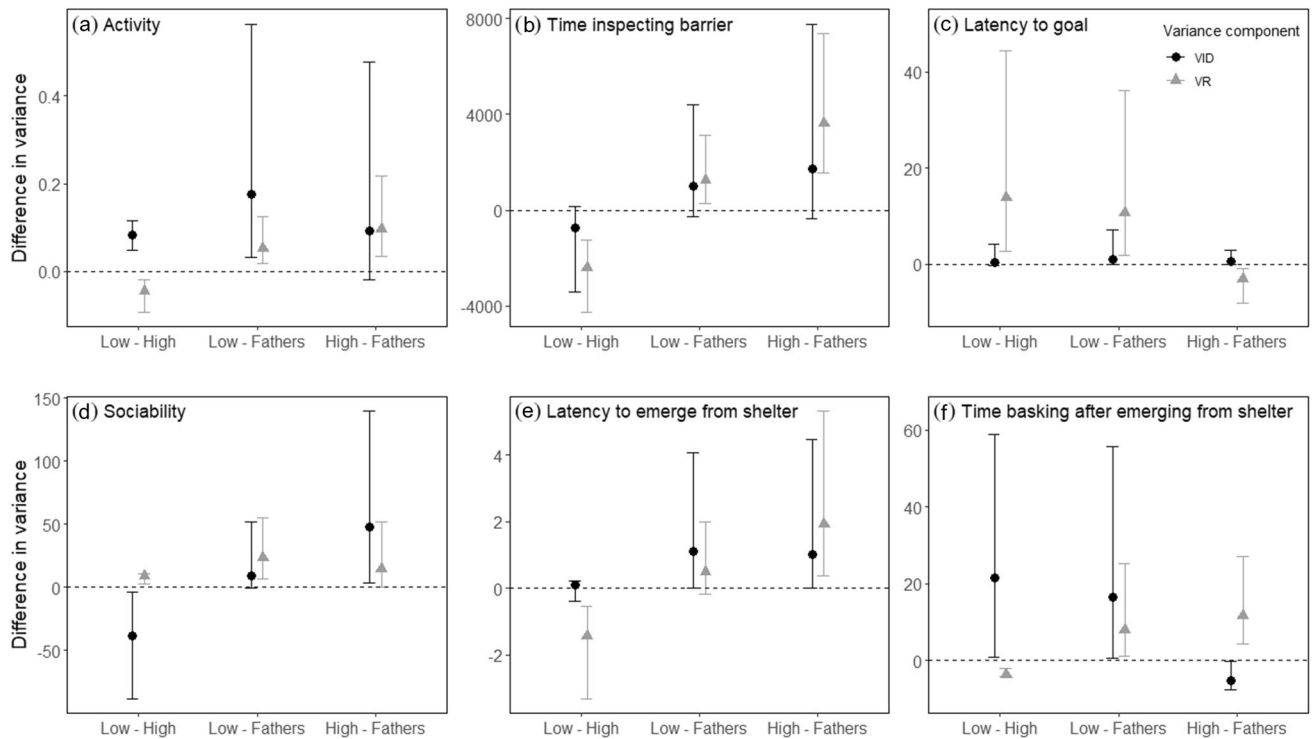 (a) Activity
Difference in variance
0.4
0.2
0.0
Low - High Low - Fathers High - Fathers
(b) Time inspecting barrier
8000
4000
0
-4000
Low - High Low - Fathers High - Fathers
(c) Latency to goal
Variance component
VID
VR
40
20
0
Low - High Low - Fathers High - Fathers
(d) Sociability
Difference in variance
150
100
50
0
-50
Low - High Low - Fathers High - Fathers
(e) Latency to emerge from shelter
4
2
0
-2
Low - High Low - Fathers High - Fathers
(f) Time basking after emerging from shelter
60
40
20
0
Low - High Low - Fathers High - Fathers